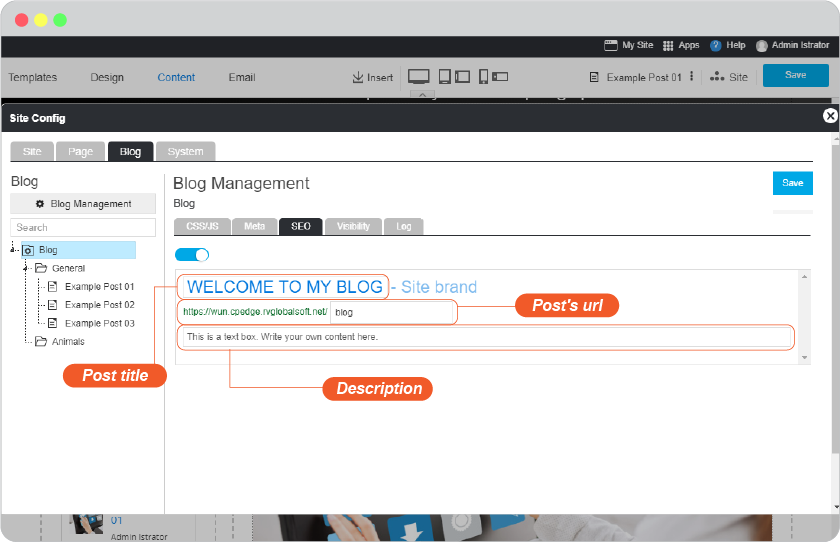 My Site Apps ? Help Admin Istrator
Templates Design Content Email Insert Example Post 01 Site Save
Site Config
Site Page Blog System
Blog
Blog Management
Search
Blog
General
Example Post 01
Example Post 02
Example Post 03
Animals
Blog Management
Save
Blog
CSS/JS Meta SEO Visibility Log
WELCOME TO MY BLOG - Site brand
https://wun.cpedge.rvglobalsoft.net/ blog
Post's url
This is a text box. Write your own content here.
Post title
Description
01
Admin Istrator